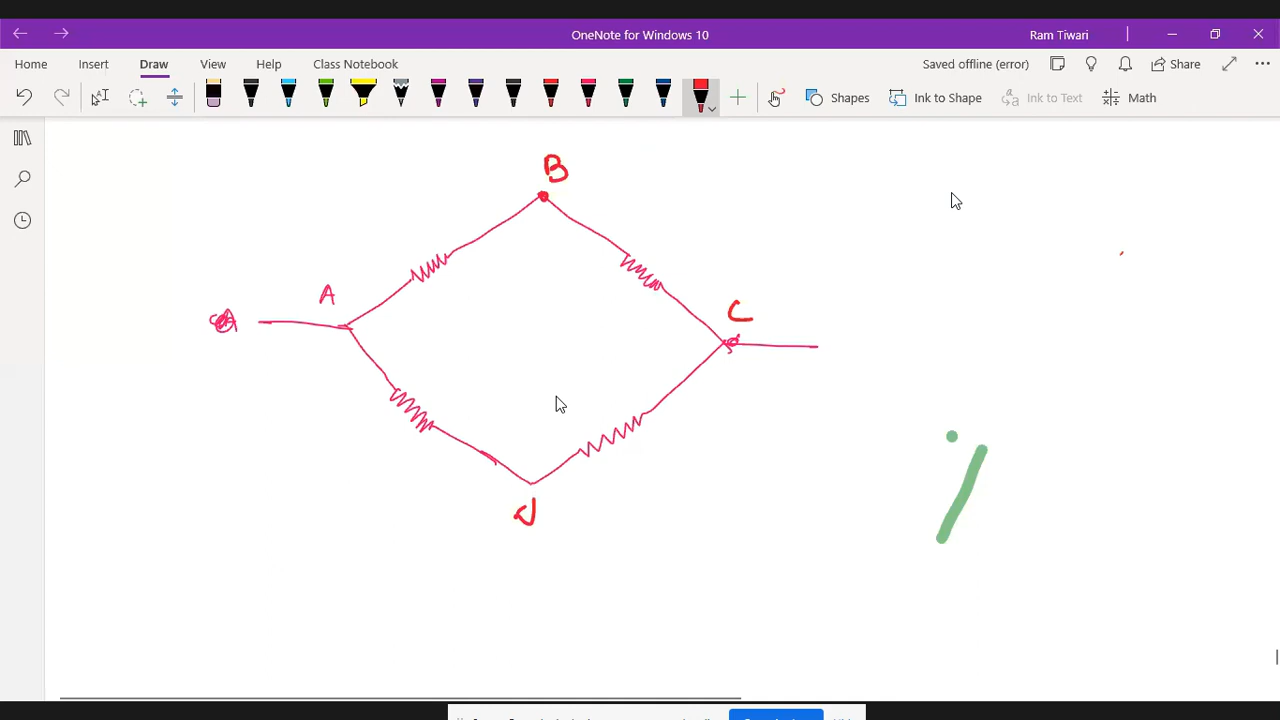 OneNote for Windows 10
Ram Tiwari
Home Insert Draw View Help Class Notebook
Saved offline (error)
Share
Shapes
Ink to Shape
Ink to Text
Math
B
A
C
d